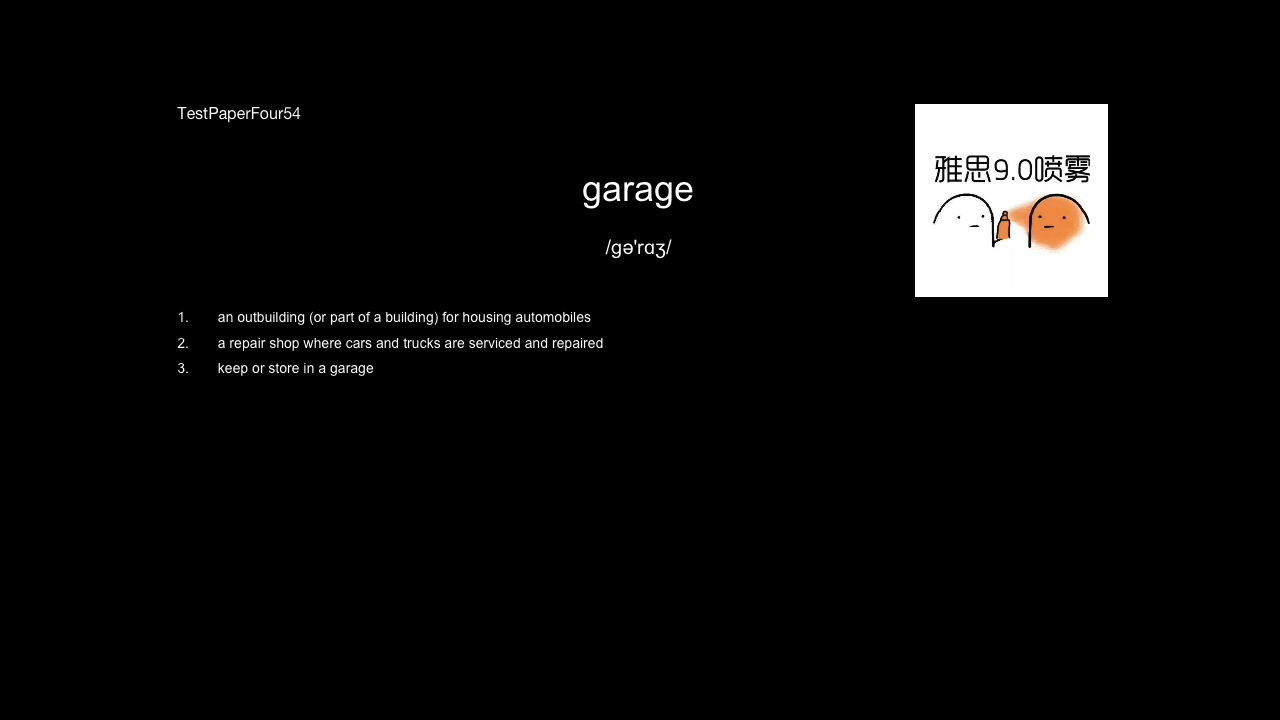 TestPaperFour54
雅思9.0喷雾
garage
/gə'rɑʒ/
1. an outbuilding (or part of a building) for housing automobiles
2. a repair shop where cars and trucks are serviced and repaired
3. keep or store in a garage